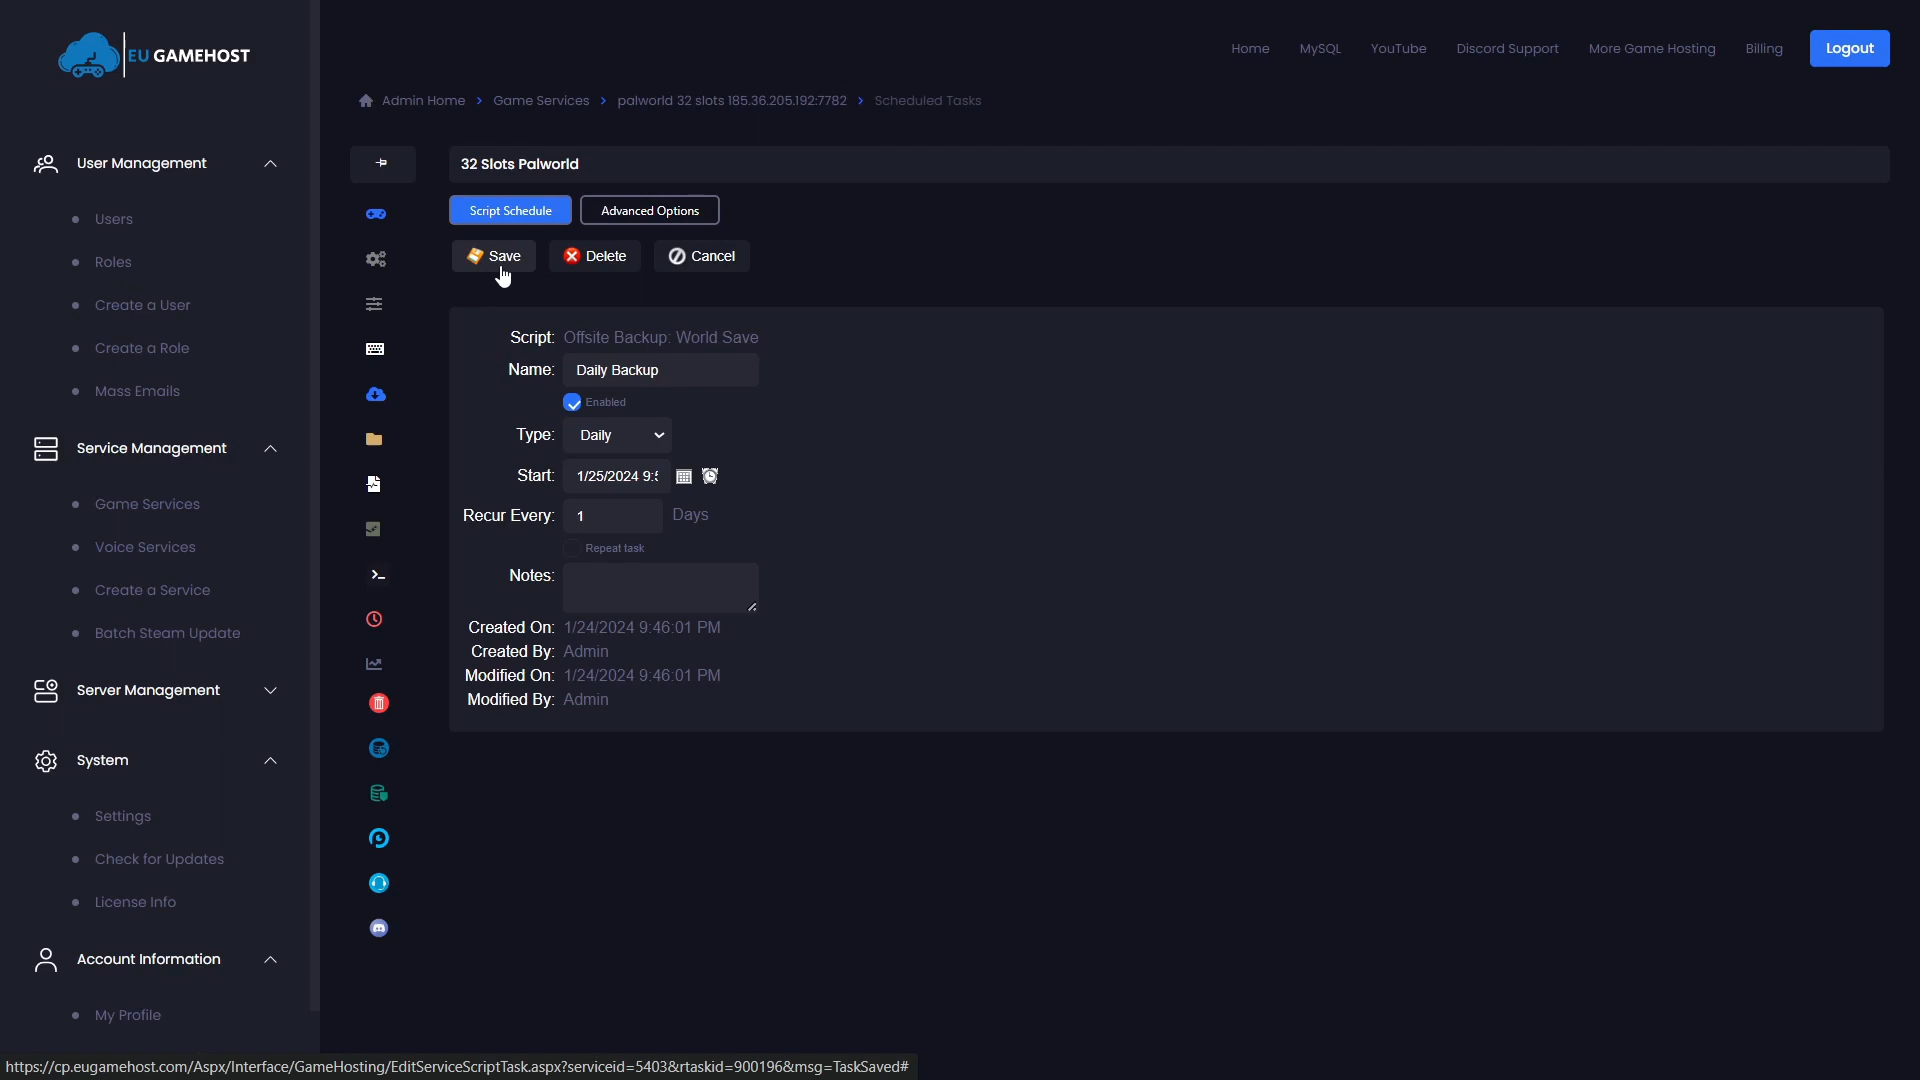 EU GAMEHOST
User Management
Users
Roles
Create a User
Create a Role
Mass Emails
Service Management
Game Services
Voice Services
Create a Service
Batch Steam Update
Server Management
System
Settings
Check for Updates
License Info
Account Information
My Profile
Home MySQL YouTube Discord Support More Game Hosting Billing Logout
Admin Home > Game Services > palworld 32 slots 185.36.205.192:7782 > Scheduled Tasks
32 Slots Palworld
Script Schedule Advanced Options
Save Delete Cancel
Script: Offsite Backup: World Save
Name: Daily Backup
Enabled
Type: Daily
Start: 1/25/2024 9:5
Recur Every: 1 Days
Repeat task
Notes:
Created On: 1/24/2024 9:46:01 PM
Created By: Admin
Modified On: 1/24/2024 9:46:01 PM
Modified By: Admin
https://cp.eugamehost.com/Aspx/Interface/GameHosting/EditServiceScriptTask.aspx?serviceid=5403&rtaskid=900196&msg=TaskSaved#